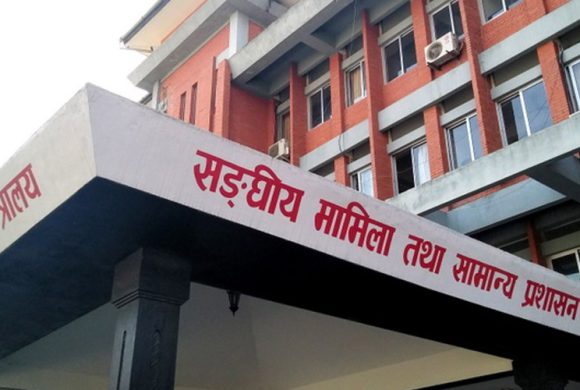 त्रालय
सङ्घीय मामिला तथा सामान्य प्रशासन